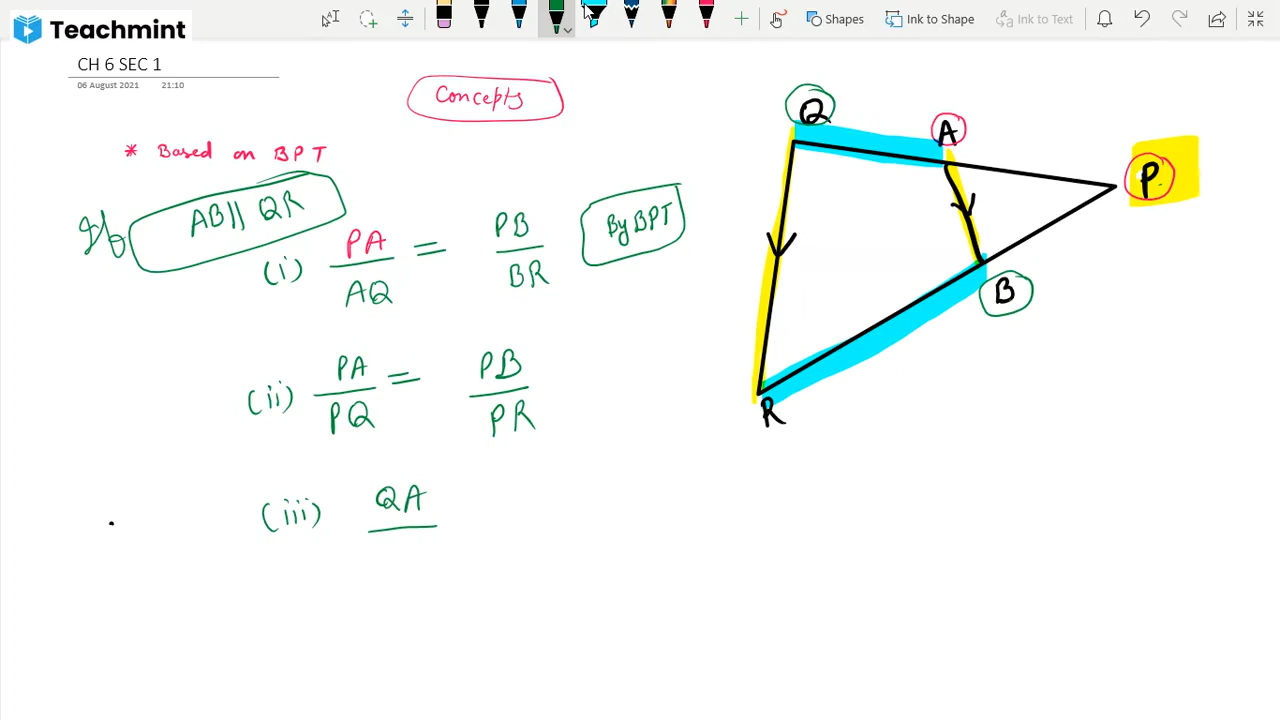 Teachmint
Shapes
Ink to Shape
Ink to Text
CH 6 SEC 1
06 August 2021 21:10
Concepts
* Based on BPT
If AB || QR
(i) PA/AQ = PB/BR By BPT
(ii) PA/PQ = PB/PR
(iii) QA
Q
A
P
B
R